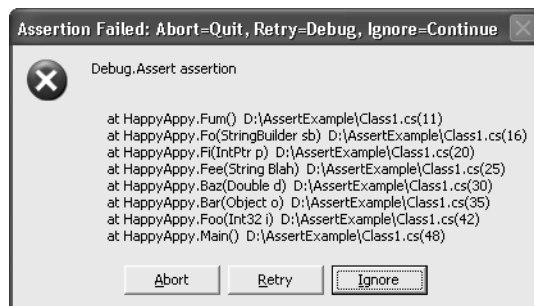 Assertion Failed: Abort=Quit, Retry=Debug, Ignore=Continue
Debug.Assert assertion
at HappyAppy.Fum() D:\AssertExample\Class1.cs(11)
at HappyAppy.Fo(StringBuilder sb) D:\AssertExample\Class1.cs(16)
at HappyAppy.Fi(IntPtr p) D:\AssertExample\Class1.cs(20)
at HappyAppy.Fee(String Blah) D:\AssertExample\Class1.cs(25)
at HappyAppy.Baz(Double d) D:\AssertExample\Class1.cs(30)
at HappyAppy.Bar(Object o) D:\AssertExample\Class1.cs(35)
at HappyAppy.Foo(Int32 i) D:\AssertExample\Class1.cs(42)
at HappyAppy.Main() D:\AssertExample\Class1.cs(48)
Abort Retry Ignore